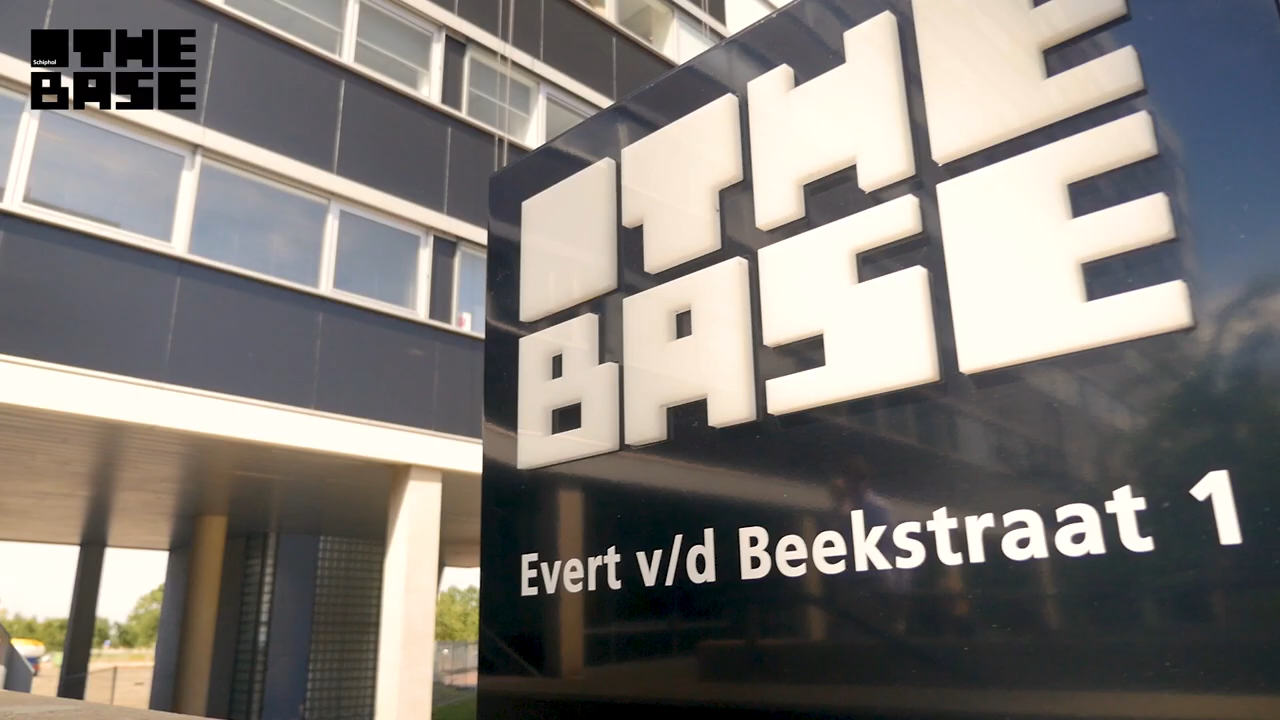 THE
Schiphol
BASE
THE
BASE
Evert v/d Beekstraat 1